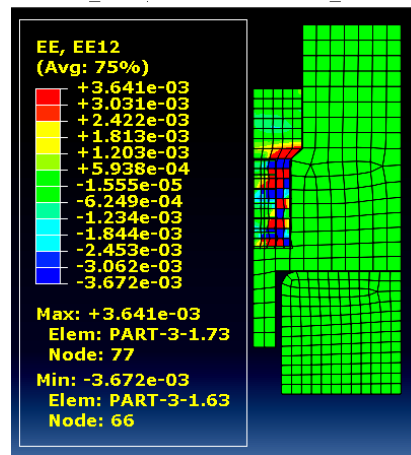 EE, EE12
(Avg: 75%)
+3.641e-03
+3.031e-03
+2.422e-03
+1.813e-03
+1.203e-03
+5.938e-04
-1.555e-05
-6.249e-04
-1.234e-03
-1.844e-03
-2.453e-03
-3.062e-03
-3.672e-03
Max: +3.641e-03
Elem: PART-3-1.73
Node: 77
Min: -3.672e-03
Elem: PART-3-1.63
Node: 66